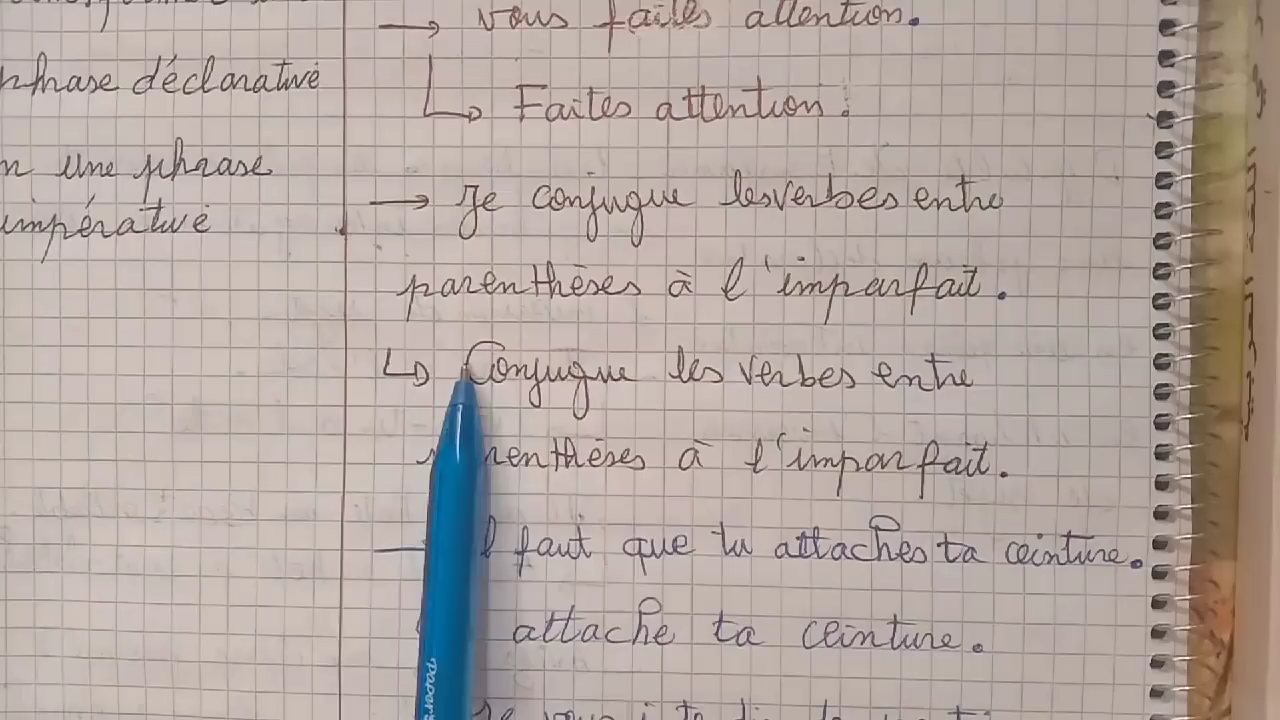 phrase déclarative
n une phrase
impérative
→ vous faites attention.
↳ Faites attention.
→ Je conjugue les verbes entre
parenthèses à l'imparfait.
↳ Conjugue les verbes entre
renthèses à l'imparfait.
faut que tu attaches ta ceinture.
attache ta ceinture.